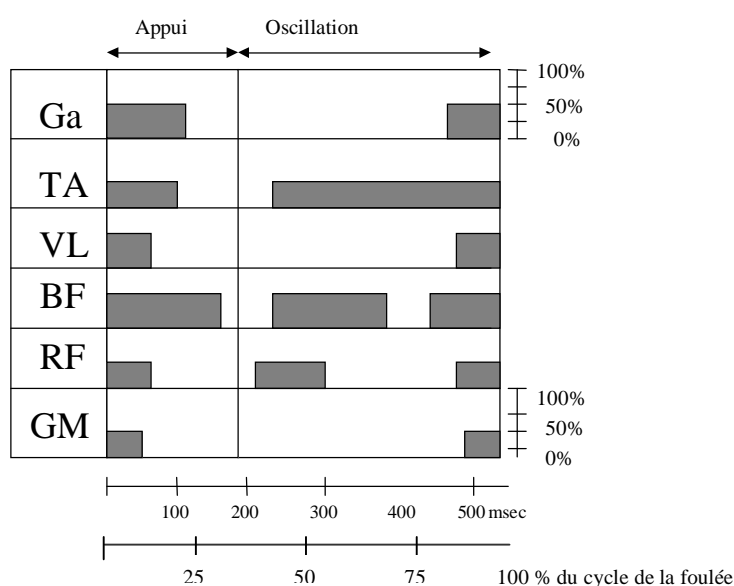 Appui Oscillation
100%
Ga 50%
0%
TA
VL
BF
RF
100%
GM 50%
0%
100 200 300 400 500 msec
25 50 75 100 % du cycle de la foulée